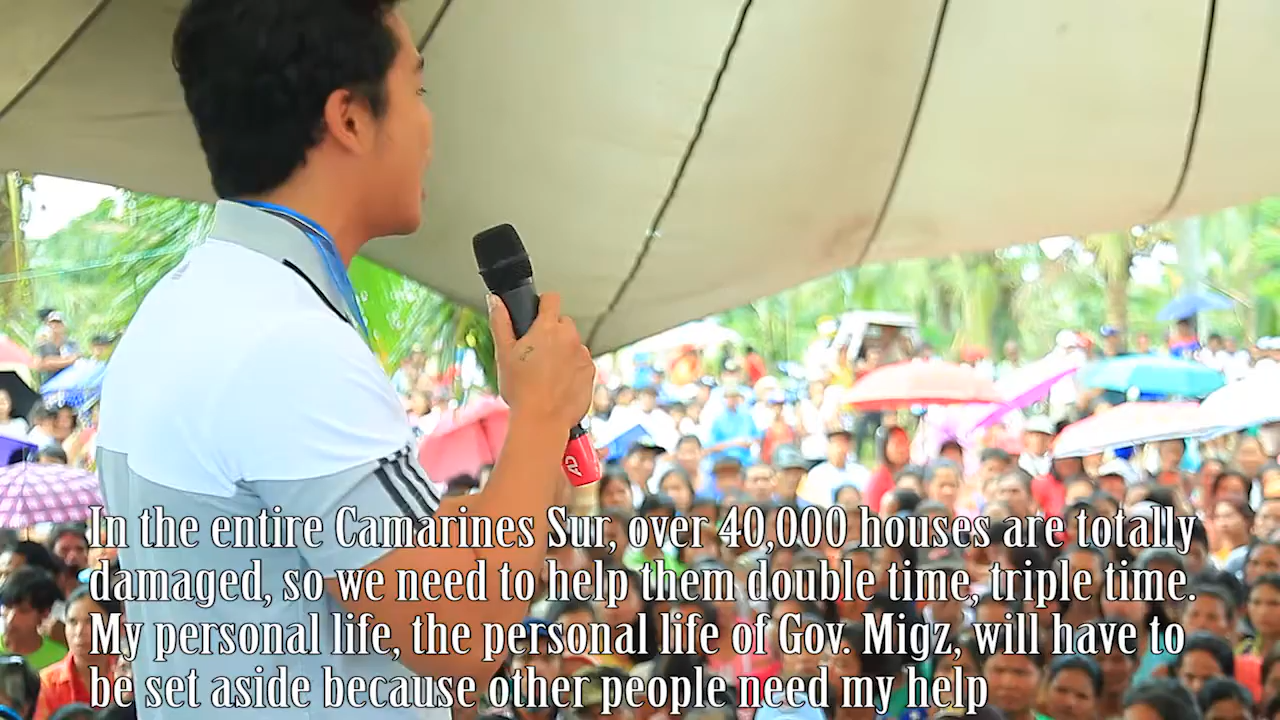 In the entire Camarines Sur, over 40,000 houses are totally
damaged, so we need to help them double time, triple time.
My personal life, the personal life of Gov. Migz, will have to
be set aside because other people need my help